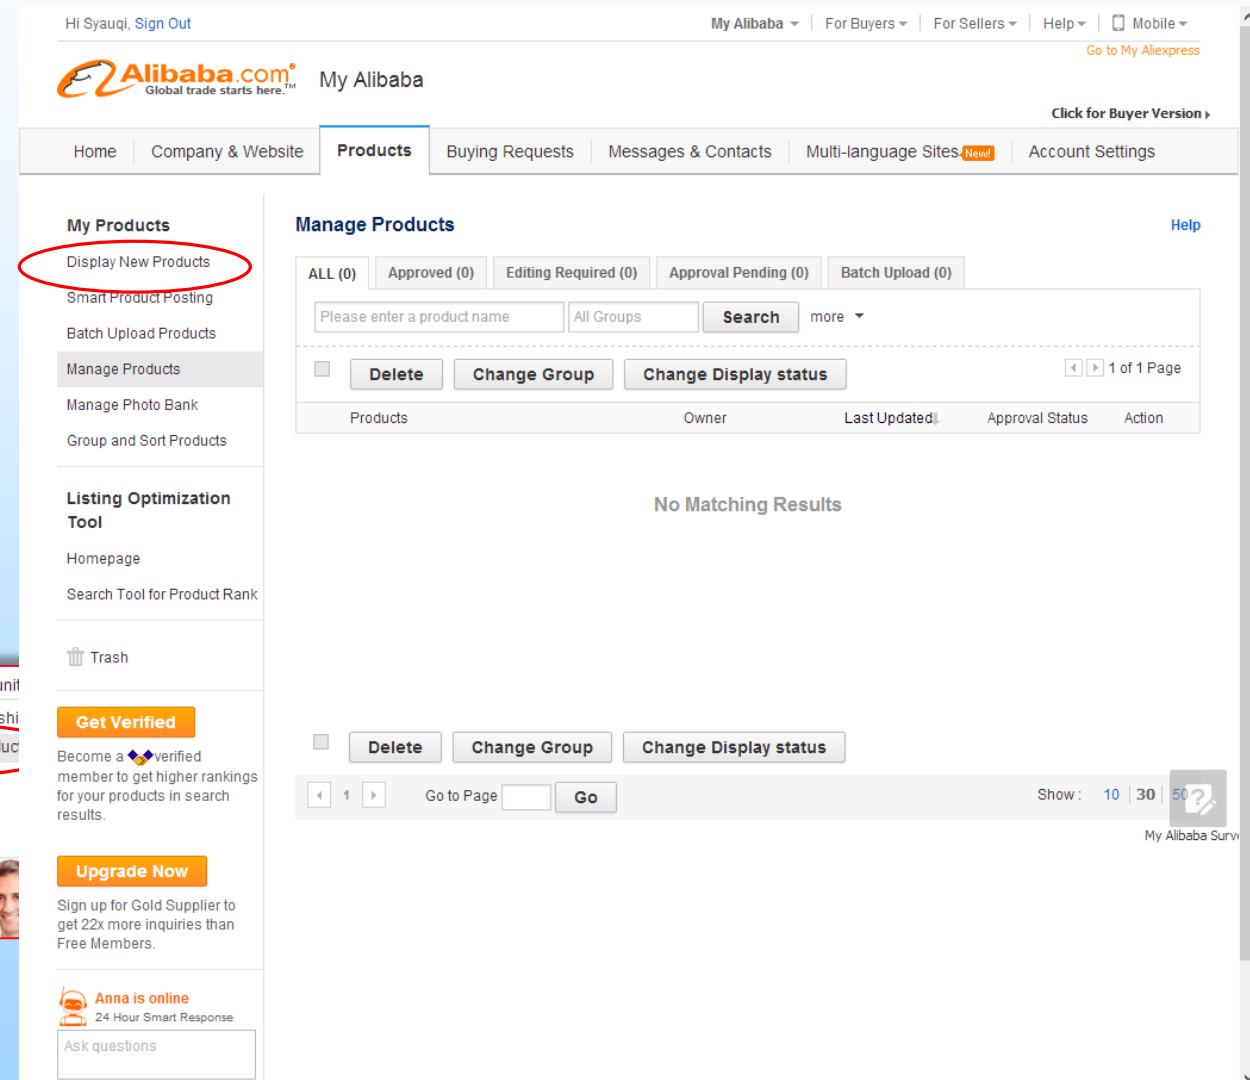 Hi Syauqi, Sign Out
My Alibaba For Buyers For Sellers Help Mobile
Go to My Aliexpress
Alibaba.com
Global trade starts here.™
My Alibaba
Click for Buyer Version
Home Company & Website Products Buying Requests Messages & Contacts Multi-language Sites New! Account Settings
My Products
Display New Products
Smart Product Posting
Batch Upload Products
Manage Products
Manage Photo Bank
Group and Sort Products
Listing Optimization
Tool
Homepage
Search Tool for Product Rank
Trash
Get Verified
Become a verified
member to get higher rankings
for your products in search
results.
Upgrade Now
Sign up for Gold Supplier to
get 22x more inquiries than
Free Members.
Anna is online
24 Hour Smart Response
Ask questions
Manage Products
Help
ALL (0) Approved (0) Editing Required (0) Approval Pending (0) Batch Upload (0)
Please enter a product name All Groups Search more
Delete Change Group Change Display status 1 of 1 Page
Products Owner Last Updated Approval Status Action
No Matching Results
Delete Change Group Change Display status
1 Go to Page Go Show : 10 30 50
My Alibaba Surv